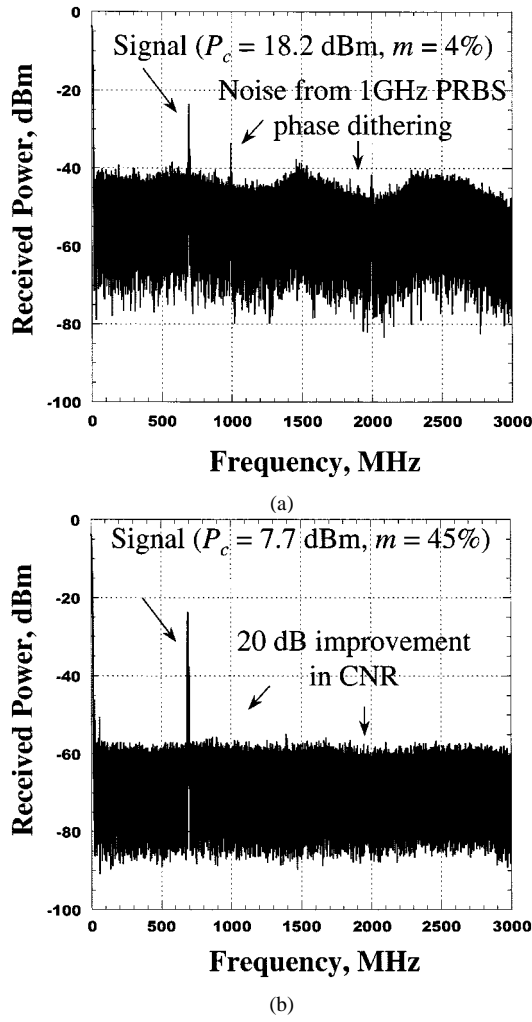 0
Signal (P_c = 18.2 dBm, m = 4%)
-20
Noise from 1GHz PRBS
phase dithering
-40
-60
-80
-100
Received Power, dBm
0 500 1000 1500 2000 2500 3000
Frequency, MHz
(a)
0
Signal (P_c = 7.7 dBm, m = 45%)
-20
20 dB improvement
in CNR
-40
-60
-80
-100
Received Power, dBm
0 500 1000 1500 2000 2500 3000
Frequency, MHz
(b)